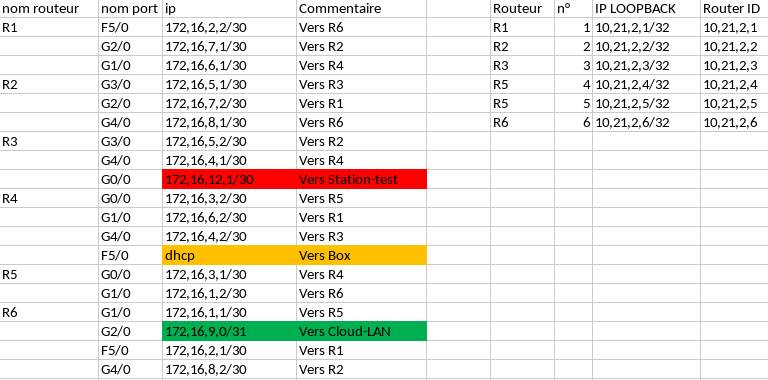 nom routeur nom port ip Commentaire Routeur n° IP LOOPBACK Router ID
R1 F5/0 172,16,2,2/30 Vers R6 R1 1 10,21,2,1/32 10,21,2,1
G2/0 172,16,7,1/30 Vers R2 R2 2 10,21,2,2/32 10,21,2,2
G1/0 172,16,6,1/30 Vers R4 R3 3 10,21,2,3/32 10,21,2,3
R2 G3/0 172,16,5,1/30 Vers R3 R5 4 10,21,2,4/32 10,21,2,4
G2/0 172,16,7,2/30 Vers R1 R5 5 10,21,2,5/32 10,21,2,5
G4/0 172,16,8,1/30 Vers R6 R6 6 10,21,2,6/32 10,21,2,6
R3 G3/0 172,16,5,2/30 Vers R2
G4/0 172,16,4,1/30 Vers R4
G0/0 172,16,12,1/30 Vers Station-test
R4 G0/0 172,16,3,2/30 Vers R5
G1/0 172,16,6,2/30 Vers R1
G4/0 172,16,4,2/30 Vers R3
F5/0 dhcp Vers Box
R5 G0/0 172,16,3,1/30 Vers R4
G1/0 172,16,1,2/30 Vers R6
R6 G1/0 172,16,1,1/30 Vers R5
G2/0 172,16,9,0/31 Vers Cloud-LAN
F5/0 172,16,2,1/30 Vers R1
G4/0 172,16,8,2/30 Vers R2